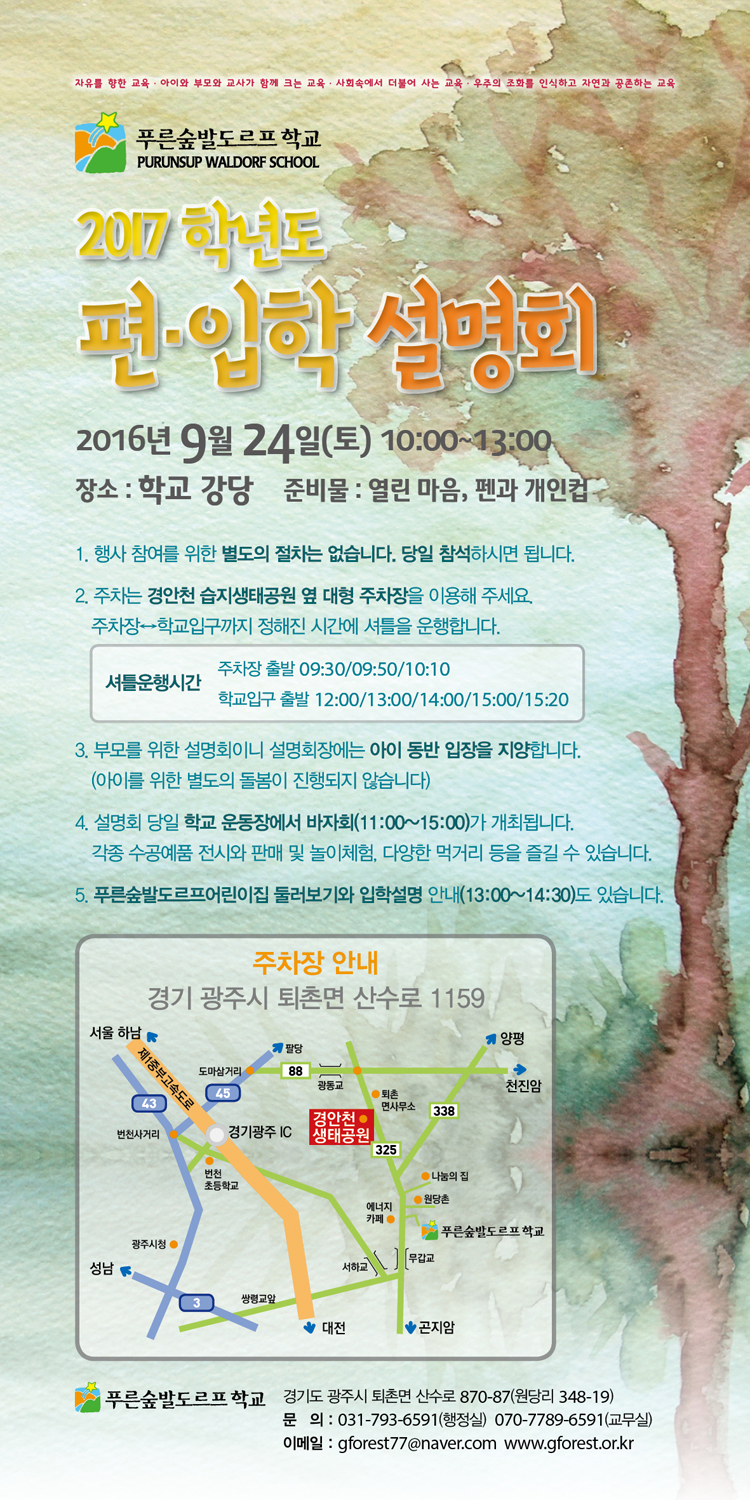 자유를 향한 교육 · 아이와 부모와 교사가 함께 크는 교육 · 사회속에서 더불어 사는 교육 · 우주의 조화를 인식하고 자연과 공존하는 교육
푸른숲발도르프학교
PURUNSUP WALDORF SCHOOL
2017 학년도
편·입학 설명회
2016년 9월 24일(토) 10:00~13:00
장소 : 학교 강당 준비물 : 열린 마음, 펜과 개인컵
1. 행사 참여를 위한 별도의 절차는 없습니다. 당일 참석하시면 됩니다.
2. 주차는 경안천 습지생태공원 옆 대형 주차장을 이용해 주세요.
주차장↔학교입구까지 정해진 시간에 셔틀을 운행합니다.
셔틀운행시간
주차장 출발 09:30/09:50/10:10
학교입구 출발 12:00/13:00/14:00/15:00/15:20
3. 부모를 위한 설명회이니 설명회장에는 아이 동반 입장을 지양합니다.
(아이를 위한 별도의 돌봄이 진행되지 않습니다)
4. 설명회 당일 학교 운동장에서 바자회(11:00~15:00)가 개최됩니다.
각종 수공예품 전시와 판매 및 놀이체험, 다양한 먹거리 등을 즐길 수 있습니다.
5. 푸른숲발도르프어린이집 둘러보기와 입학설명 안내(13:00~14:30)도 있습니다.
주차장 안내
경기 광주시 퇴촌면 산수로 1159
서울 하남
제1중부고속도로
팔당
양평
도마삼거리
88
광동교
천진암
퇴촌
면사무소
43
45
338
경안천
생태공원
번천사거리
경기광주 IC
325
번천
초등학교
나눔의 집
원당촌
에너지
카페
푸른숲발도르프학교
광주시청
서하교
무갑교
성남
3
쌍령교앞
대전
곤지암
푸른숲발도르프학교
경기도 광주시 퇴촌면 산수로 870-87(원당리 348-19)
문 의 : 031-793-6591(행정실) 070-7789-6591(교무실)
이메일 : gforest77@naver.com www.gforest.or.kr